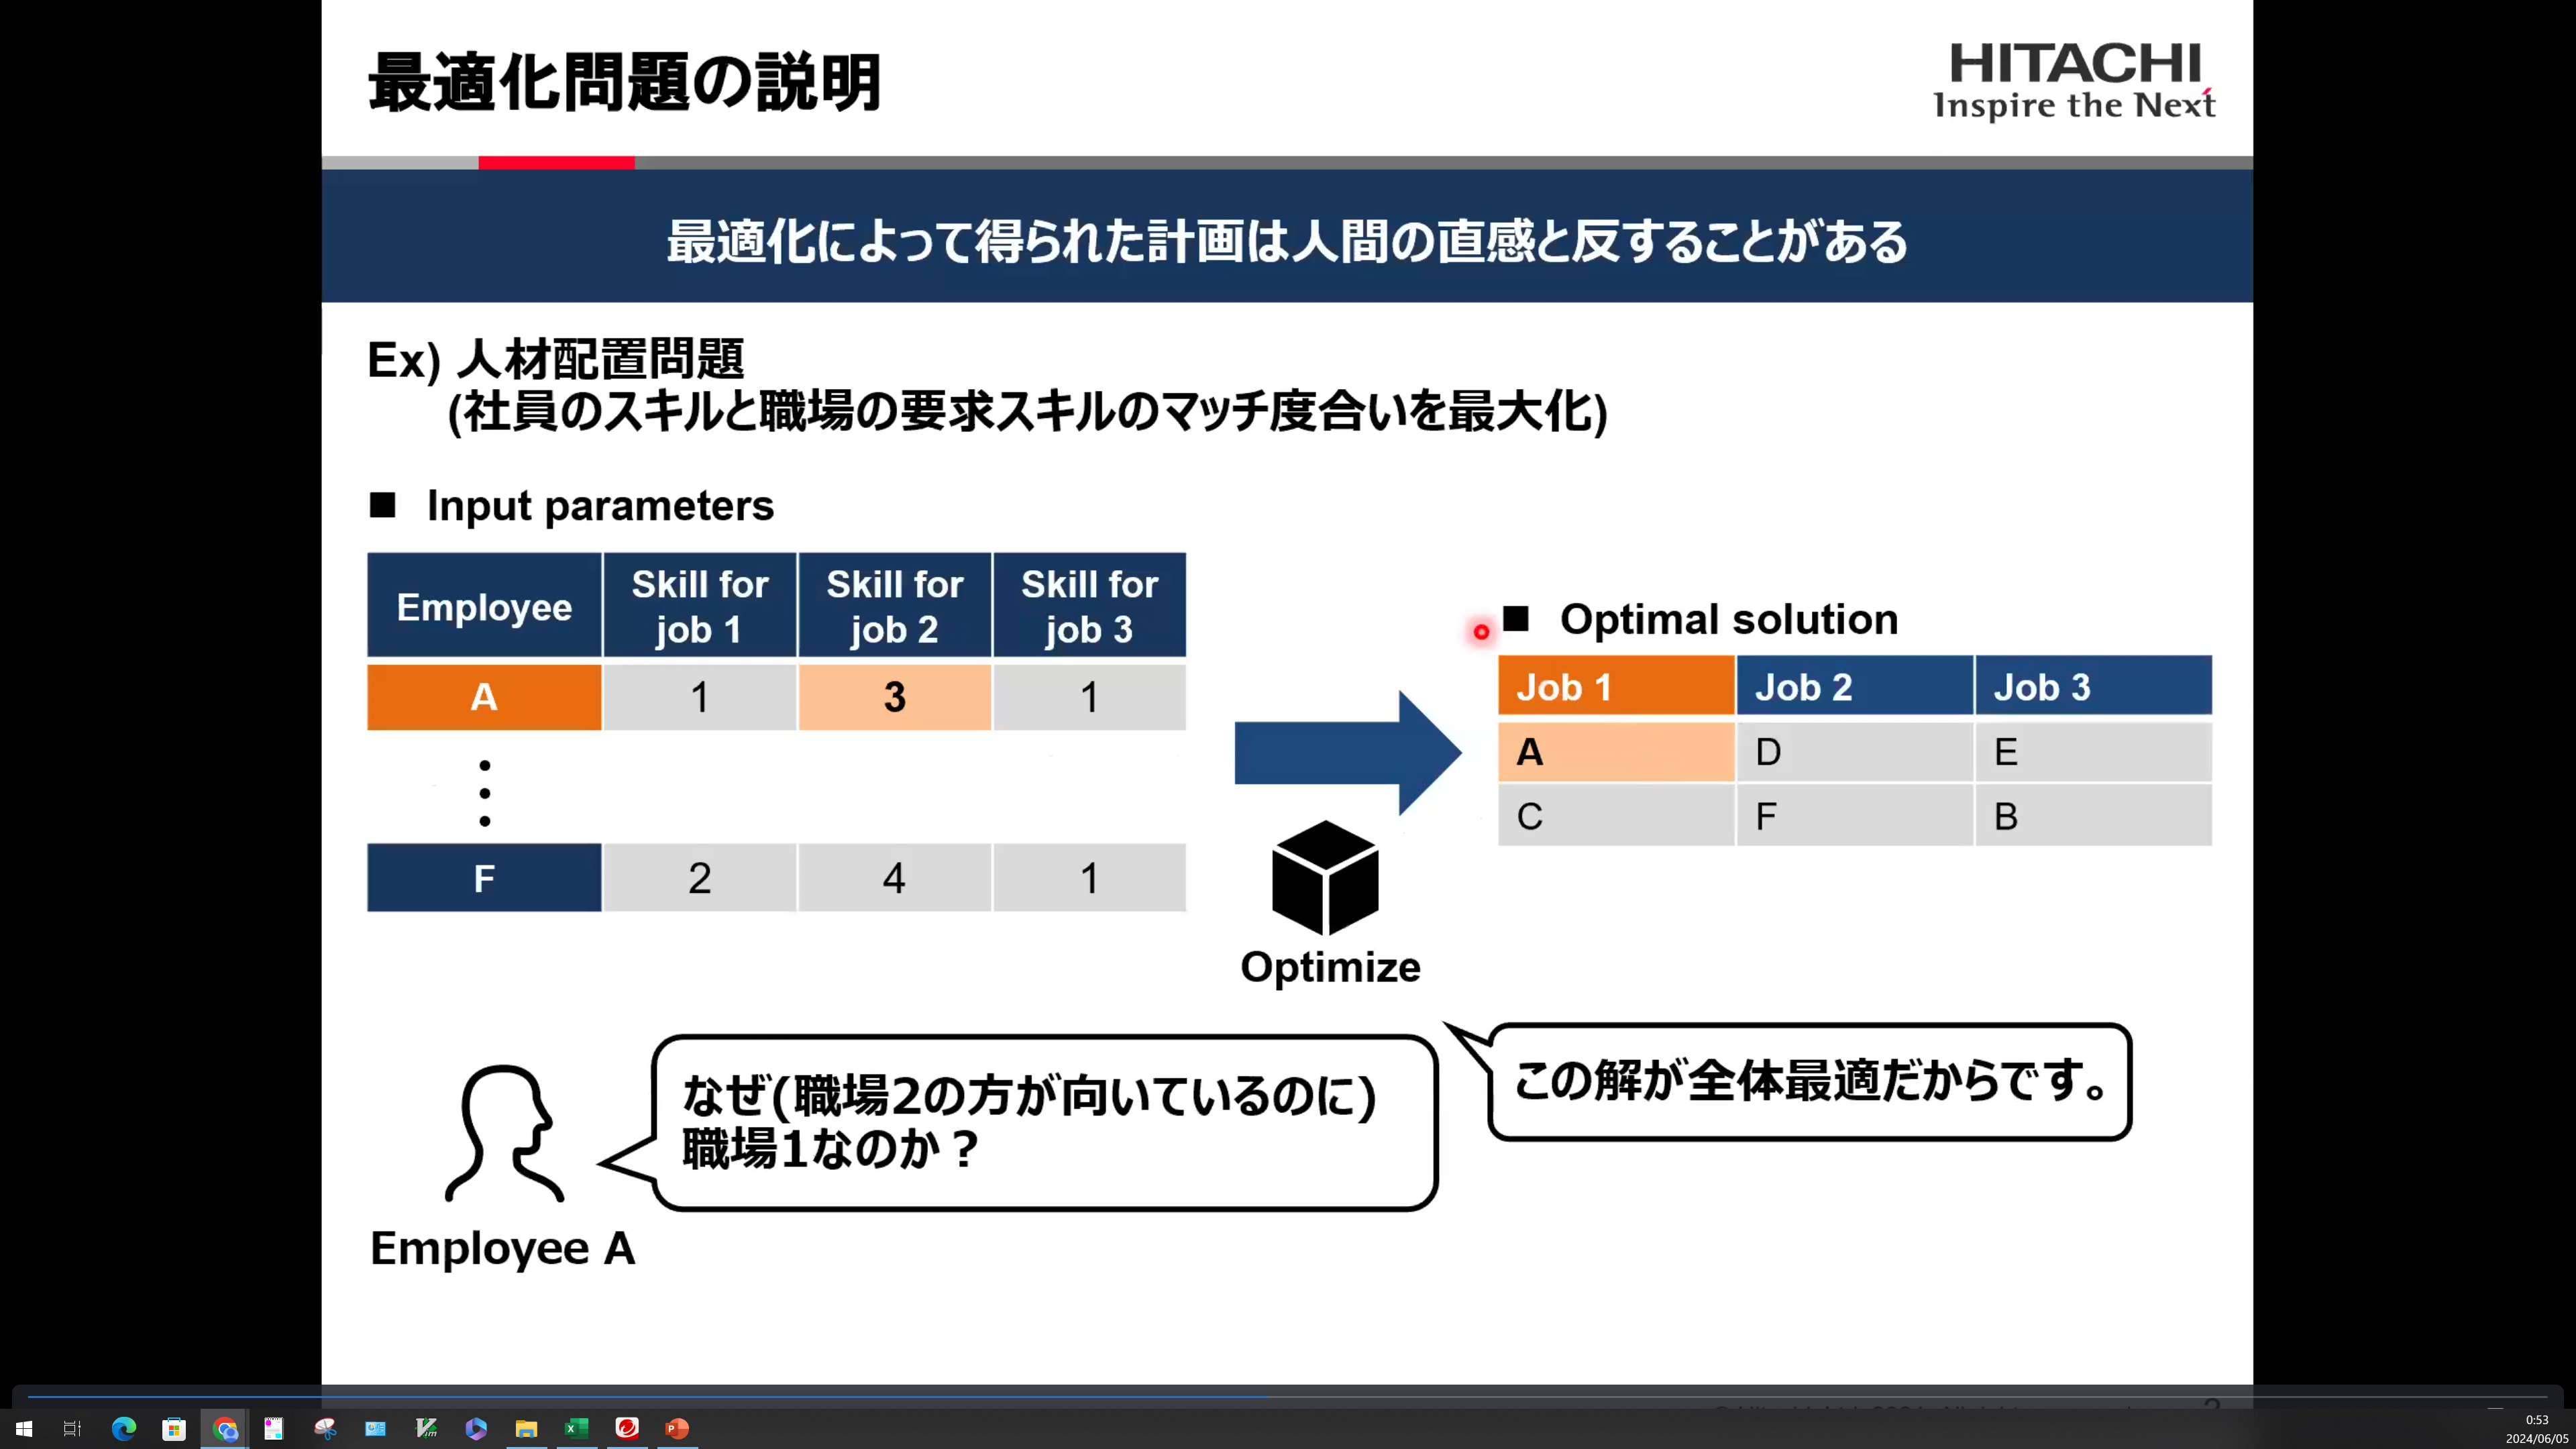 最適化問題の説明
HITACHI
Inspire the Next
最適化によって得られた計画は人間の直感と反することがある
Ex) 人材配置問題
(社員のスキルと職場の要求スキルのマッチ度合いを最大化)
■ Input parameters
Employee Skill for job 1 Skill for job 2 Skill for job 3
A 1 3 1
F 2 4 1
Optimize
■ Optimal solution
Job 1 Job 2 Job 3
A D E
C F B
なぜ(職場2の方が向いているのに)
職場1なのか？
この解が全体最適だからです。
Employee A
0:53
2024/06/05